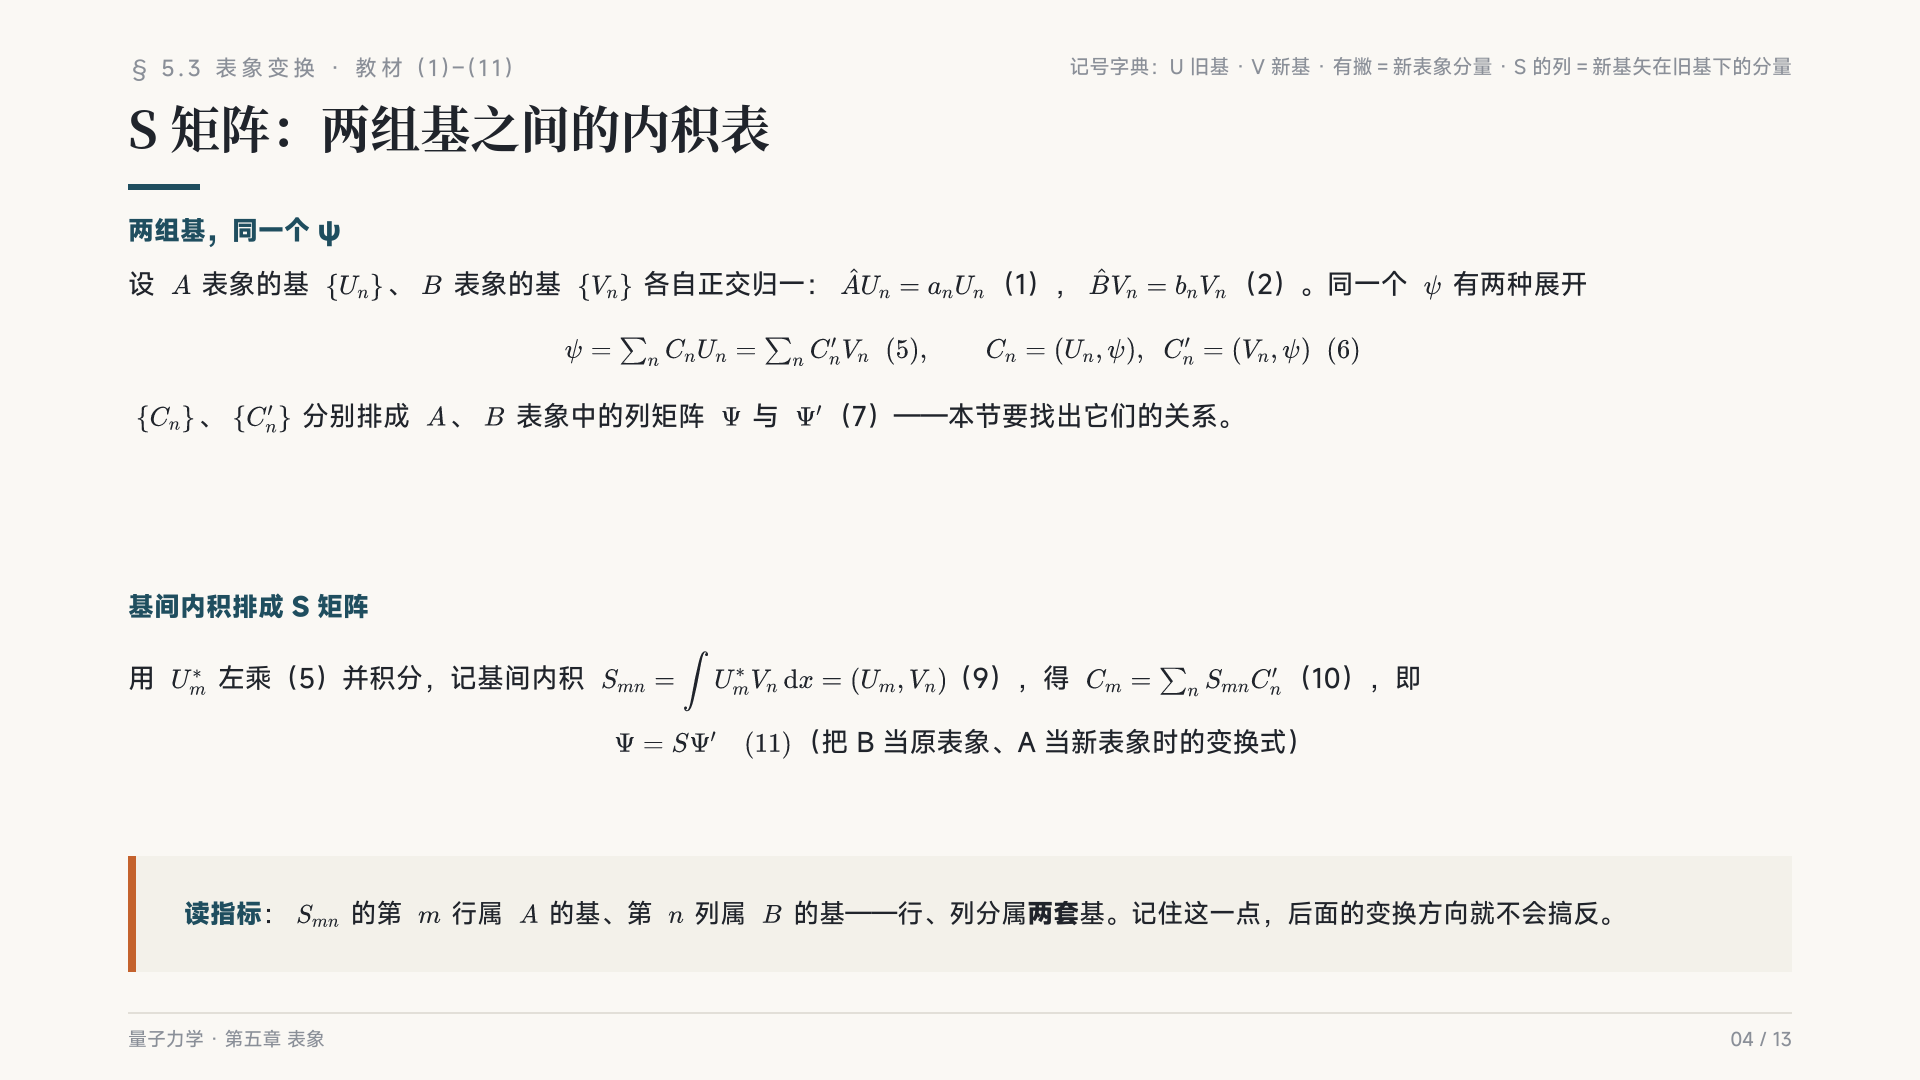 § 5.3 表象变换 · 教材 (1)–(11)
记号字典：U 旧基 · V 新基 · 有撇 = 新表象分量 · S 的列 = 新基矢在旧基下的分量
S 矩阵：两组基之间的内积表
两组基，同一个 ψ
设 A 表象的基 {Uₙ}、B 表象的基 {Vₙ} 各自正交归一：ÂUₙ = aₙUₙ（1），B̂Vₙ = bₙVₙ（2）。同一个 ψ 有两种展开
ψ = ∑ₙ CₙUₙ = ∑ₙ C′ₙVₙ (5),  Cₙ = (Uₙ, ψ), C′ₙ = (Vₙ, ψ) (6)
{Cₙ}、{C′ₙ} 分别排成 A、B 表象中的列矩阵 Ψ 与 Ψ′（7）——本节要找出它们的关系。
基间内积排成 S 矩阵
用 U*ₘ 左乘（5）并积分，记基间内积 Sₘₙ = ∫ U*ₘVₙ dx = (Uₘ, Vₙ)（9），得 Cₘ = ∑ₙ SₘₙC′ₙ（10），即
Ψ = SΨ′ (11)（把 B 当原表象、A 当新表象时的变换式）
读指标：Sₘₙ 的第 m 行属 A 的基、第 n 列属 B 的基——行、列分属两套基。记住这一点，后面的变换方向就不会搞反。
量子力学 · 第五章 表象
04 / 13